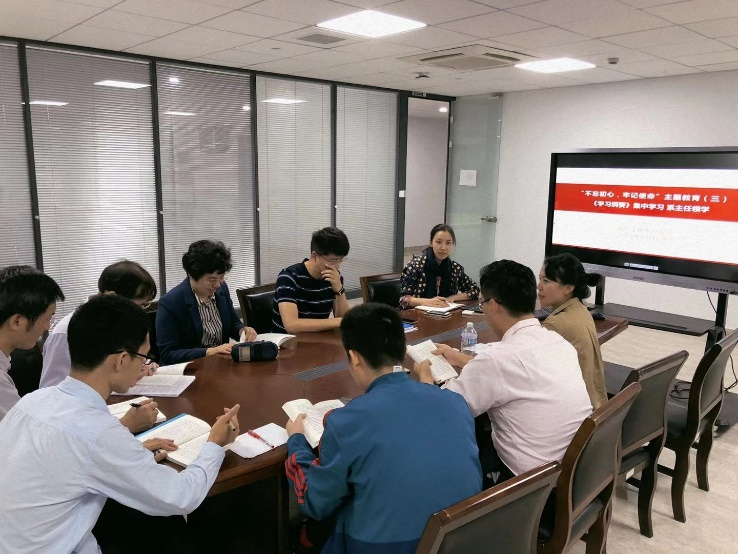 “不忘初心，牢记使命”主题教育（三）
《学习纲要》集中学习 系主任领学